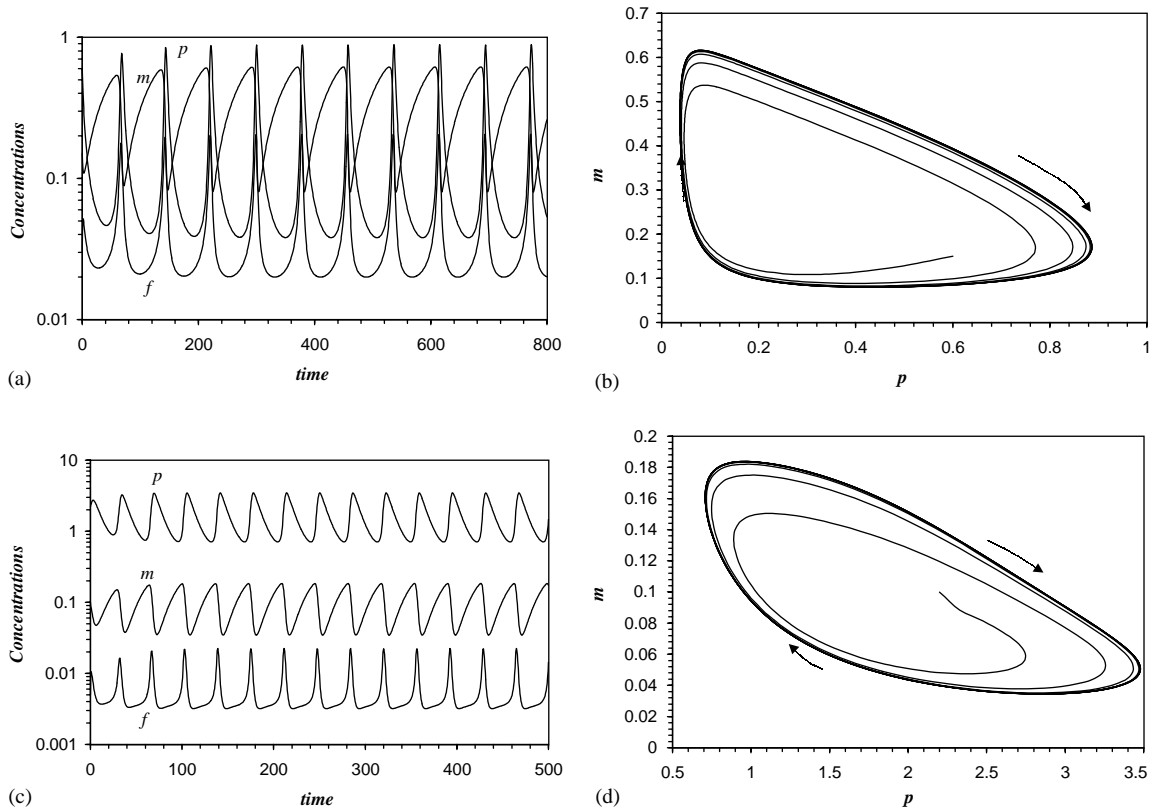 1
0.1
0.01
Concentrations
p
m
f
0 200 400 600 800
time
(a)
0.7
0.6
0.5
0.4
0.3
0.2
0.1
0
m
0 0.2 0.4 0.6 0.8 1
p
(b)
10
1
0.1
0.01
0.001
Concentrations
p
m
f
0 100 200 300 400 500
time
(c)
0.2
0.18
0.16
0.14
0.12
0.1
0.08
0.06
0.04
0.02
0
m
0.5 1 1.5 2 2.5 3 3.5
p
(d)